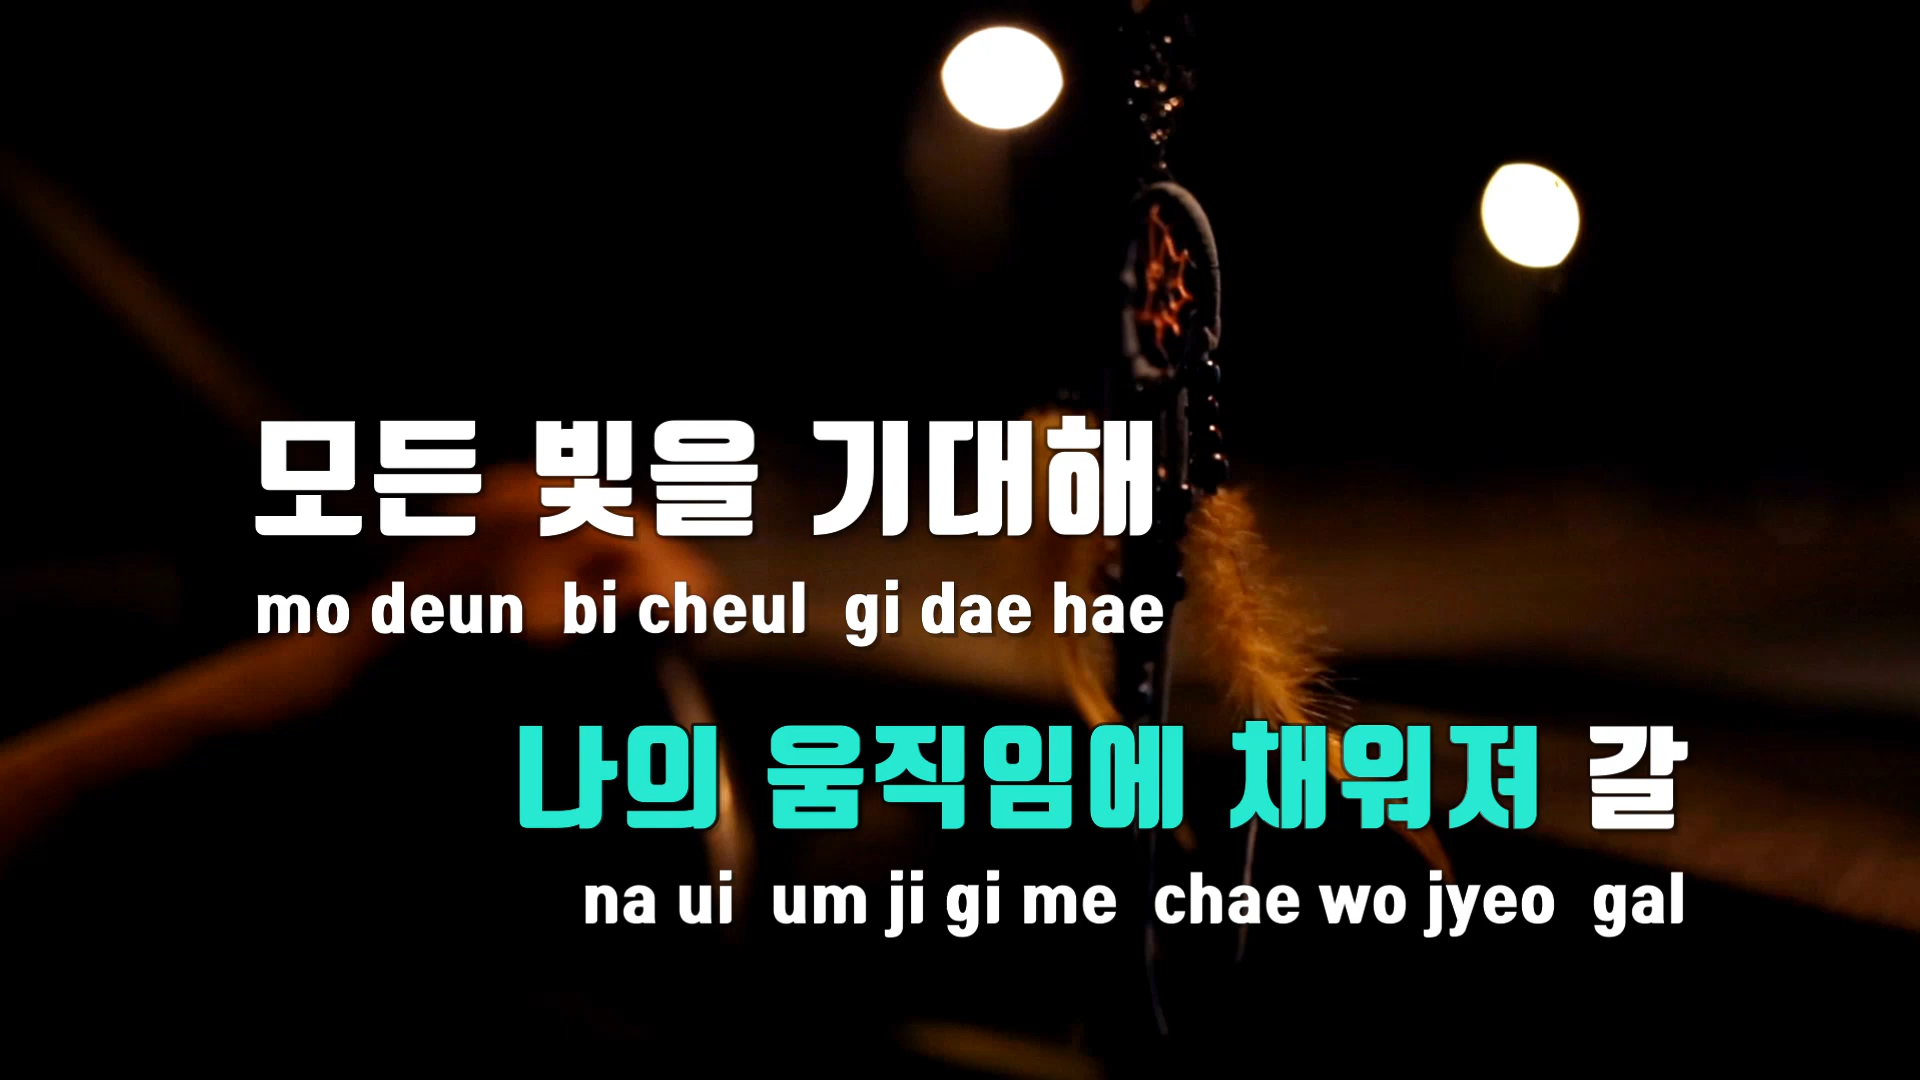 모든 빛을 기대해
mo deun bi cheul gi dae hae
나의 움직임에 채워져 갈
na ui um ji gi me chae wo jyeo gal